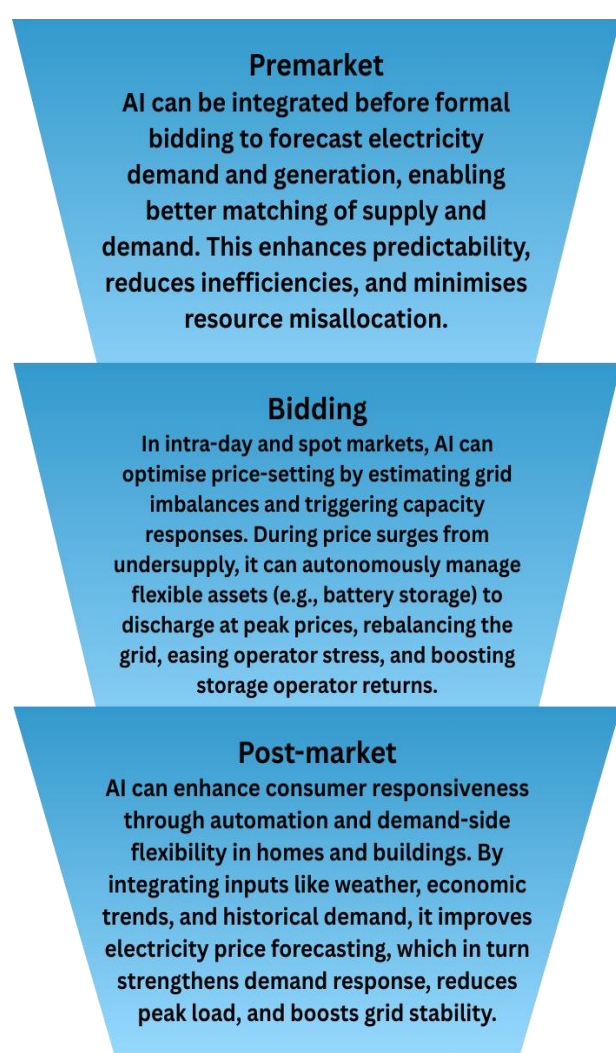 Premarket
AI can be integrated before formal
bidding to forecast electricity
demand and generation, enabling
better matching of supply and
demand. This enhances predictability,
reduces inefficiencies, and minimises
resource misallocation.
Bidding
In intra-day and spot markets, AI can
optimise price-setting by estimating grid
imbalances and triggering capacity
responses. During price surges from
undersupply, it can autonomously manage
flexible assets (e.g., battery storage) to
discharge at peak prices, rebalancing the
grid, easing operator stress, and boosting
storage operator returns.
Post-market
AI can enhance consumer responsiveness
through automation and demand-side
flexibility in homes and buildings. By
integrating inputs like weather, economic
trends, and historical demand, it improves
electricity price forecasting, which in turn
strengthens demand response, reduces
peak load, and boosts grid stability.